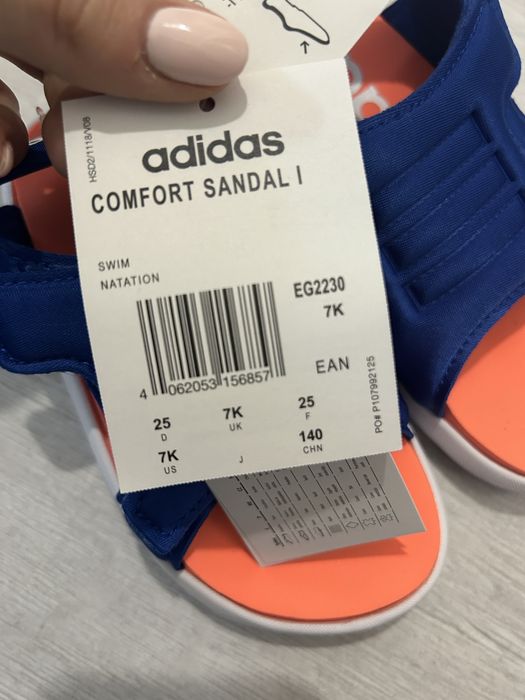 HSD2/1118/V08
adidas
COMFORT SANDAL I
SWIM
NATATION
EG2230
7K
EAN
4 062053 156857
25
D
7K
UK
25
F
7K
US
J
140
CHN
PO# P107992125